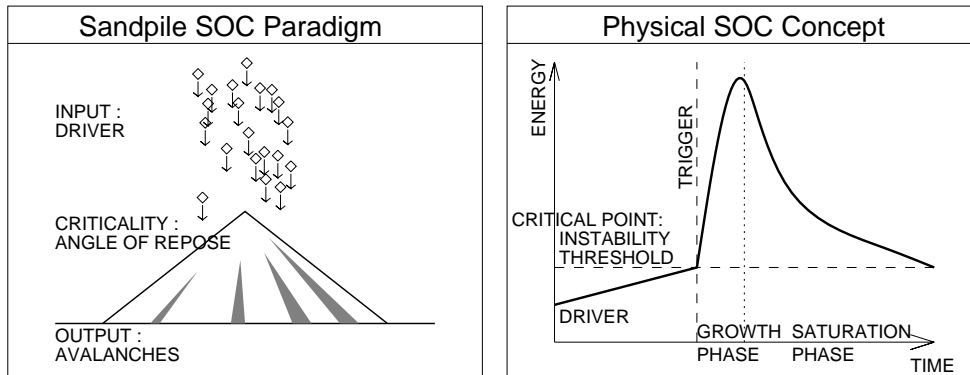 Sandpile SOC Paradigm
INPUT :
DRIVER
CRITICALITY :
ANGLE OF REPOSE
OUTPUT :
AVALANCHES
Physical SOC Concept
ENERGY
TRIGGER
CRITICAL POINT:
INSTABILITY
THRESHOLD
DRIVER
GROWTH
PHASE
SATURATION
PHASE
TIME